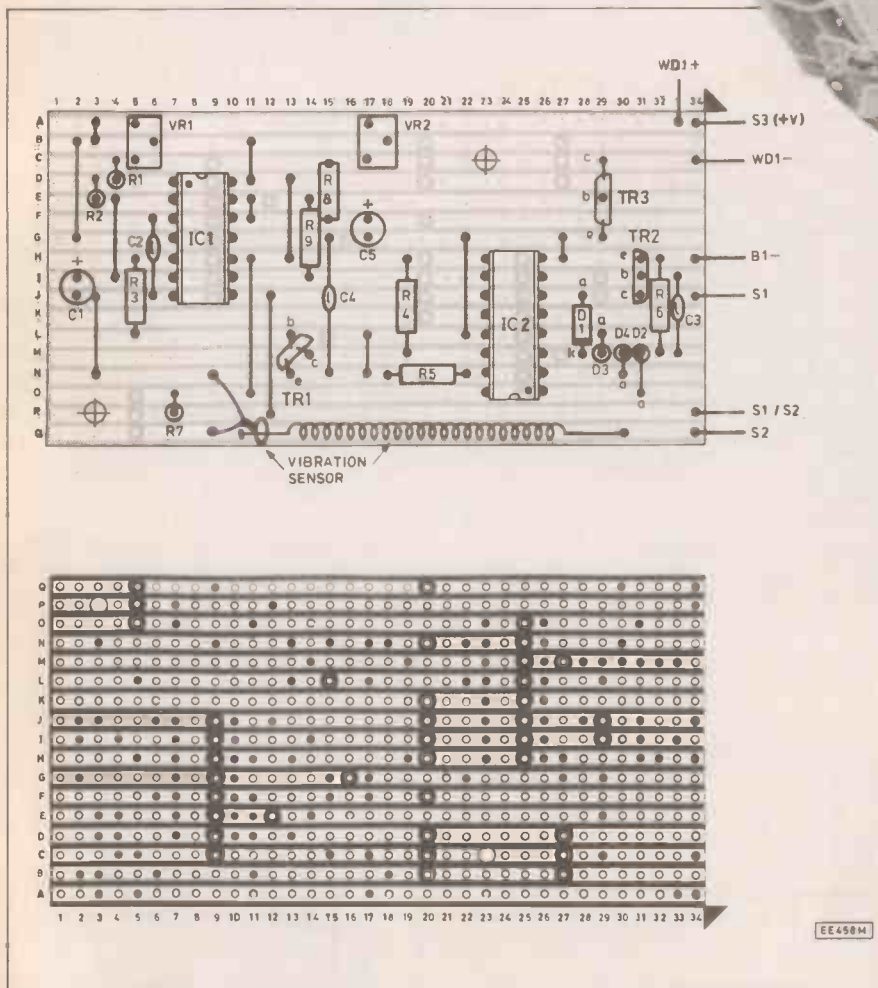 WD1+
1 2 3 4 5 6 7 8 9 10 11 12 13 14 15 16 17 18 19 20 21 22 23 24 25 26 27 28 29 30 31 32 34
A
B
C
D
E
F
G
H
I
J
K
L
M
N
O
R
Q
VR1
VR2
S3 (+V)
WD1-
R1
R2
C2
IC1
R8
R9
C5
c
b
e
TR3
TR2
e
b
c
B1-
S1
+
C1
R3
C4
R4
IC2
a
D1
k
a
D3
D4 D2
a
a
R6
C3
b
c
e
TR1
R5
R7
S1 / S2
S2
VIBRATION
SENSOR
Q
P
O
N
M
L
K
J
I
H
G
F
E
D
C
B
A
1 2 3 4 5 6 7 8 9 10 11 12 13 14 15 16 17 18 19 20 21 22 23 24 25 26 27 28 29 30 31 32 33 34
EE458M